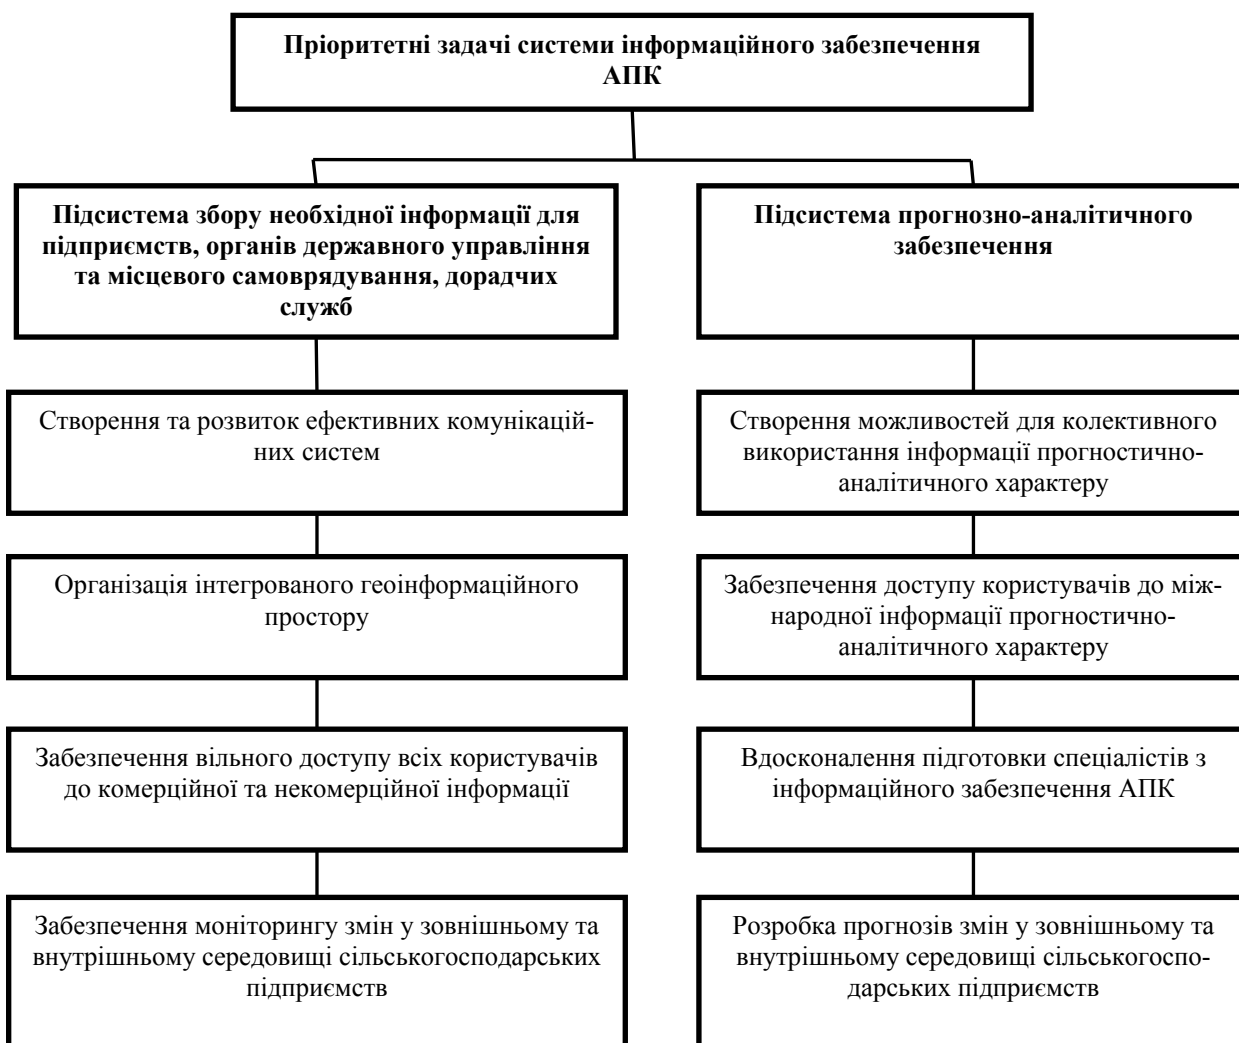 Пріоритетні задачі системи інформаційного забезпечення
АПК
Підсистема збору необхідної інформації для
підприємств, органів державного управління
та місцевого самоврядування, дорадчих
служб
Підсистема прогнозно-аналітичного
забезпечення
Створення та розвиток ефективних комунікацій-
них систем
Створення можливостей для колективного
використання інформації прогностично-
аналітичного характеру
Організація інтегрованого геоінформаційного
простору
Забезпечення доступу користувачів до між-
народної інформації прогностично-
аналітичного характеру
Забезпечення вільного доступу всіх користувачів
до комерційної та некомерційної інформації
Вдосконалення підготовки спеціалістів з
інформаційного забезпечення АПК
Забезпечення моніторингу змін у зовнішньому та
внутрішньому середовищі сільськогосподарських
підприємств
Розробка прогнозів змін у зовнішньому та
внутрішньому середовищі сільськогоспо-
дарських підприємств